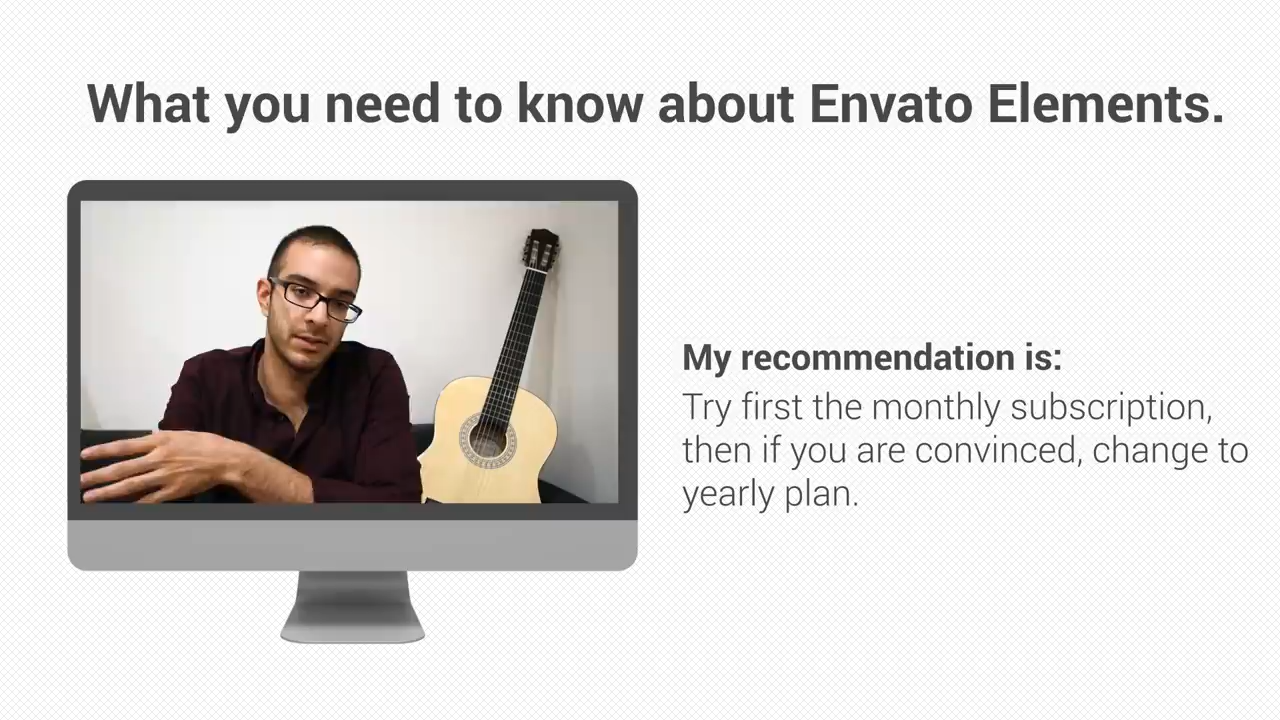 What you need to know about Envato Elements.
My recommendation is:
Try first the monthly subscription,
then if you are convinced, change to
yearly plan.